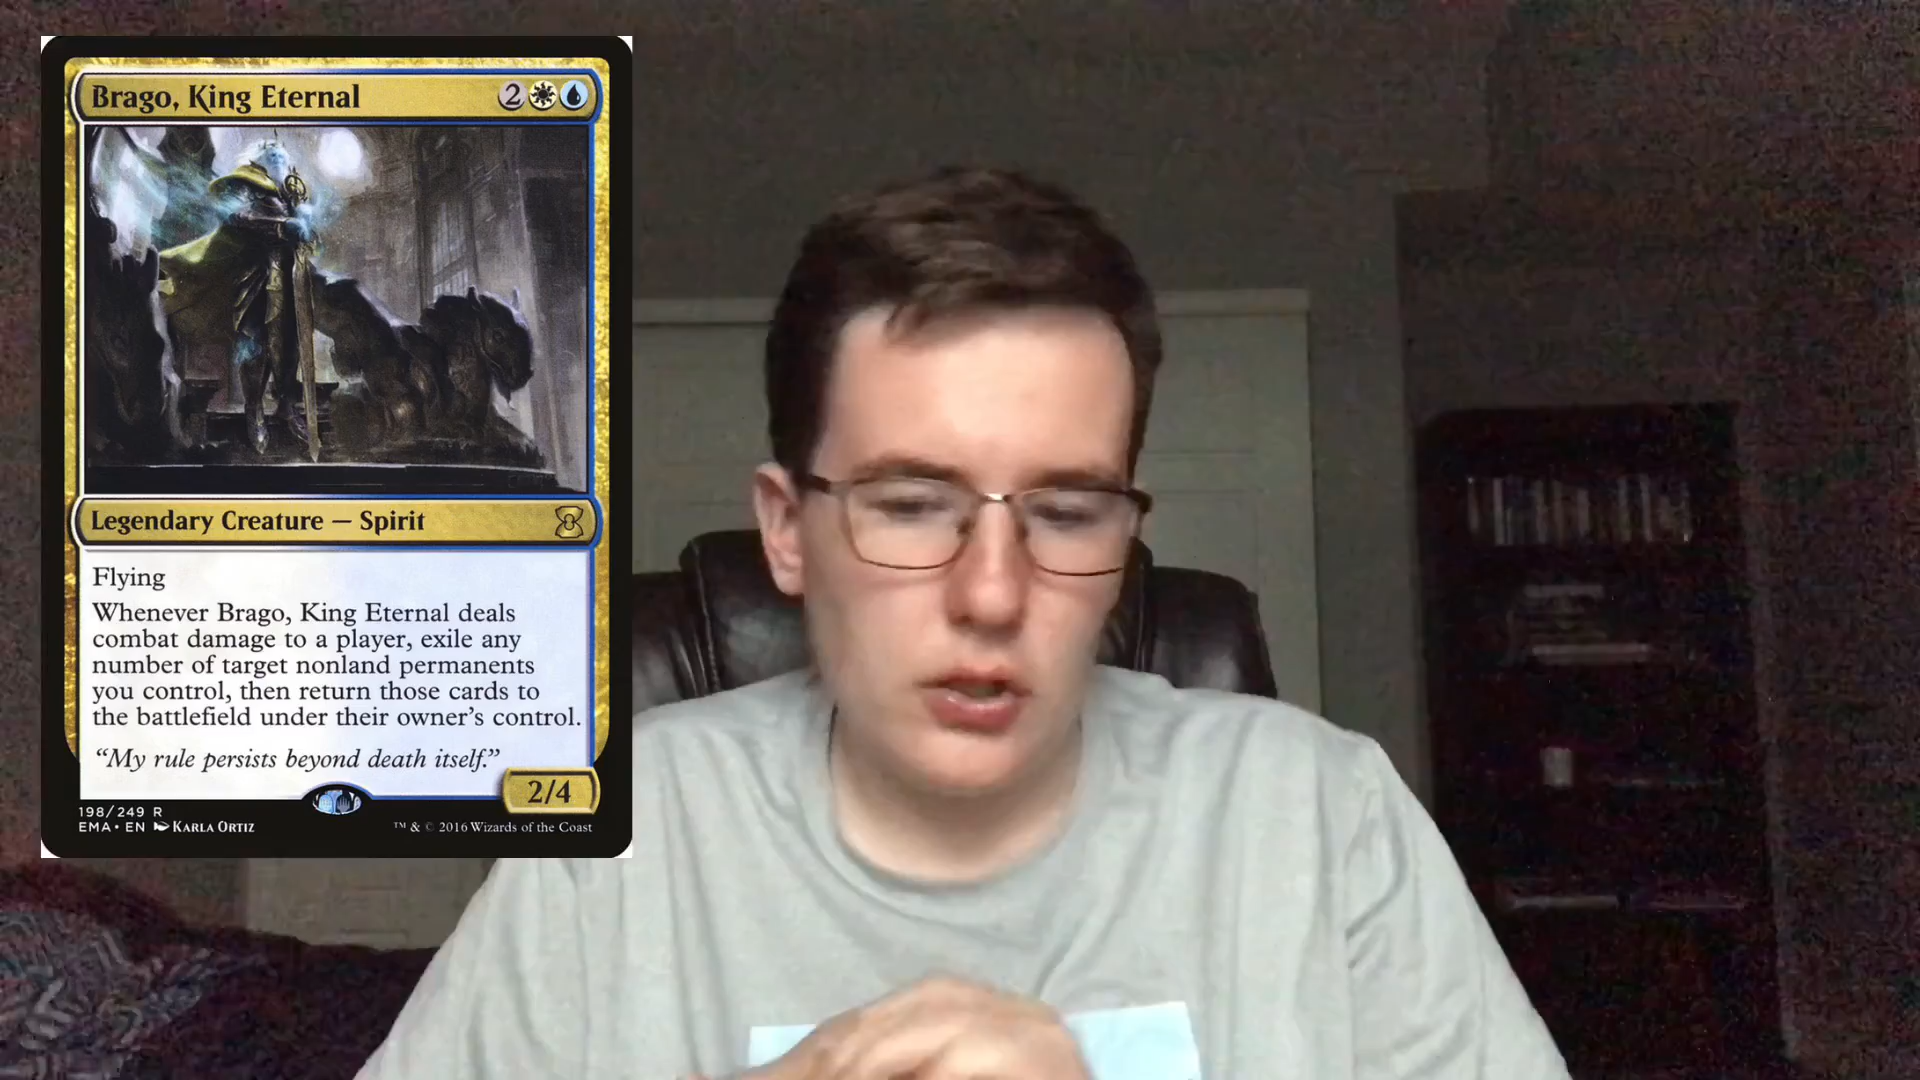 Brago, King Eternal 2
Legendary Creature — Spirit
Flying
Whenever Brago, King Eternal deals
combat damage to a player, exile any
number of target nonland permanents
you control, then return those cards to
the battlefield under their owner's control.
“My rule persists beyond death itself.”
2/4
198/249 R
EMA • EN KARLA ORTIZ
™ & © 2016 Wizards of the Coast